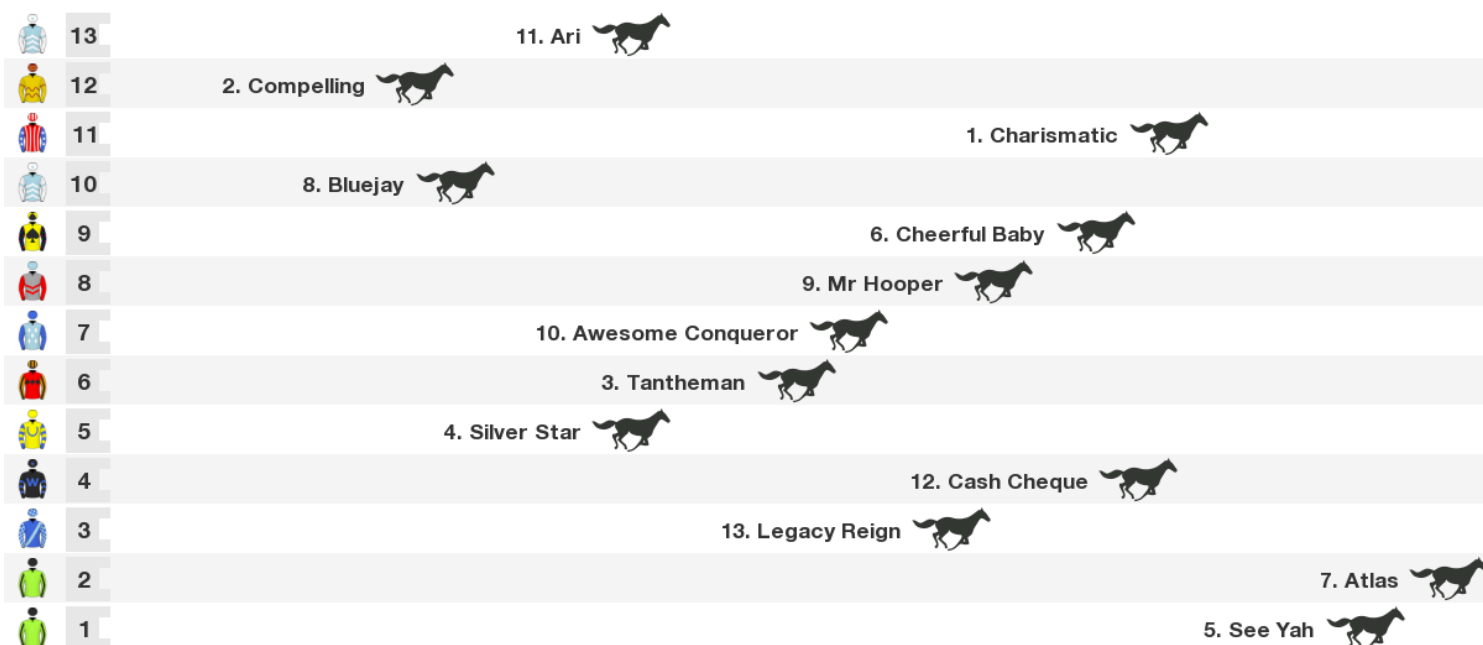 13 11. Ari
12 2. Compelling
11 1. Charismatic
10 8. Bluejay
9 6. Cheerful Baby
8 9. Mr Hooper
7 10. Awesome Conqueror
6 3. Tantheman
5 4. Silver Star
4 12. Cash Cheque
W
3 13. Legacy Reign
2 7. Atlas
1 5. See Yah